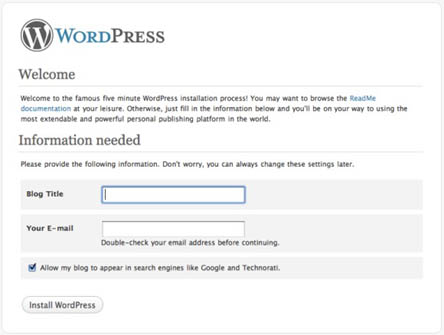 WORDPRESS
Welcome
Welcome to the famous five minute WordPress installation process! You may want to browse the ReadMe
documentation at your leisure. Otherwise, just fill in the information below and you'll be on your way to using the
most extendable and powerful personal publishing platform in the world.
Information needed
Please provide the following information. Don't worry, you can always change these settings later.
Blog Title
Your E-mail
Double-check your email address before continuing.
Allow my blog to appear in search engines like Google and Technorati.
Install WordPress